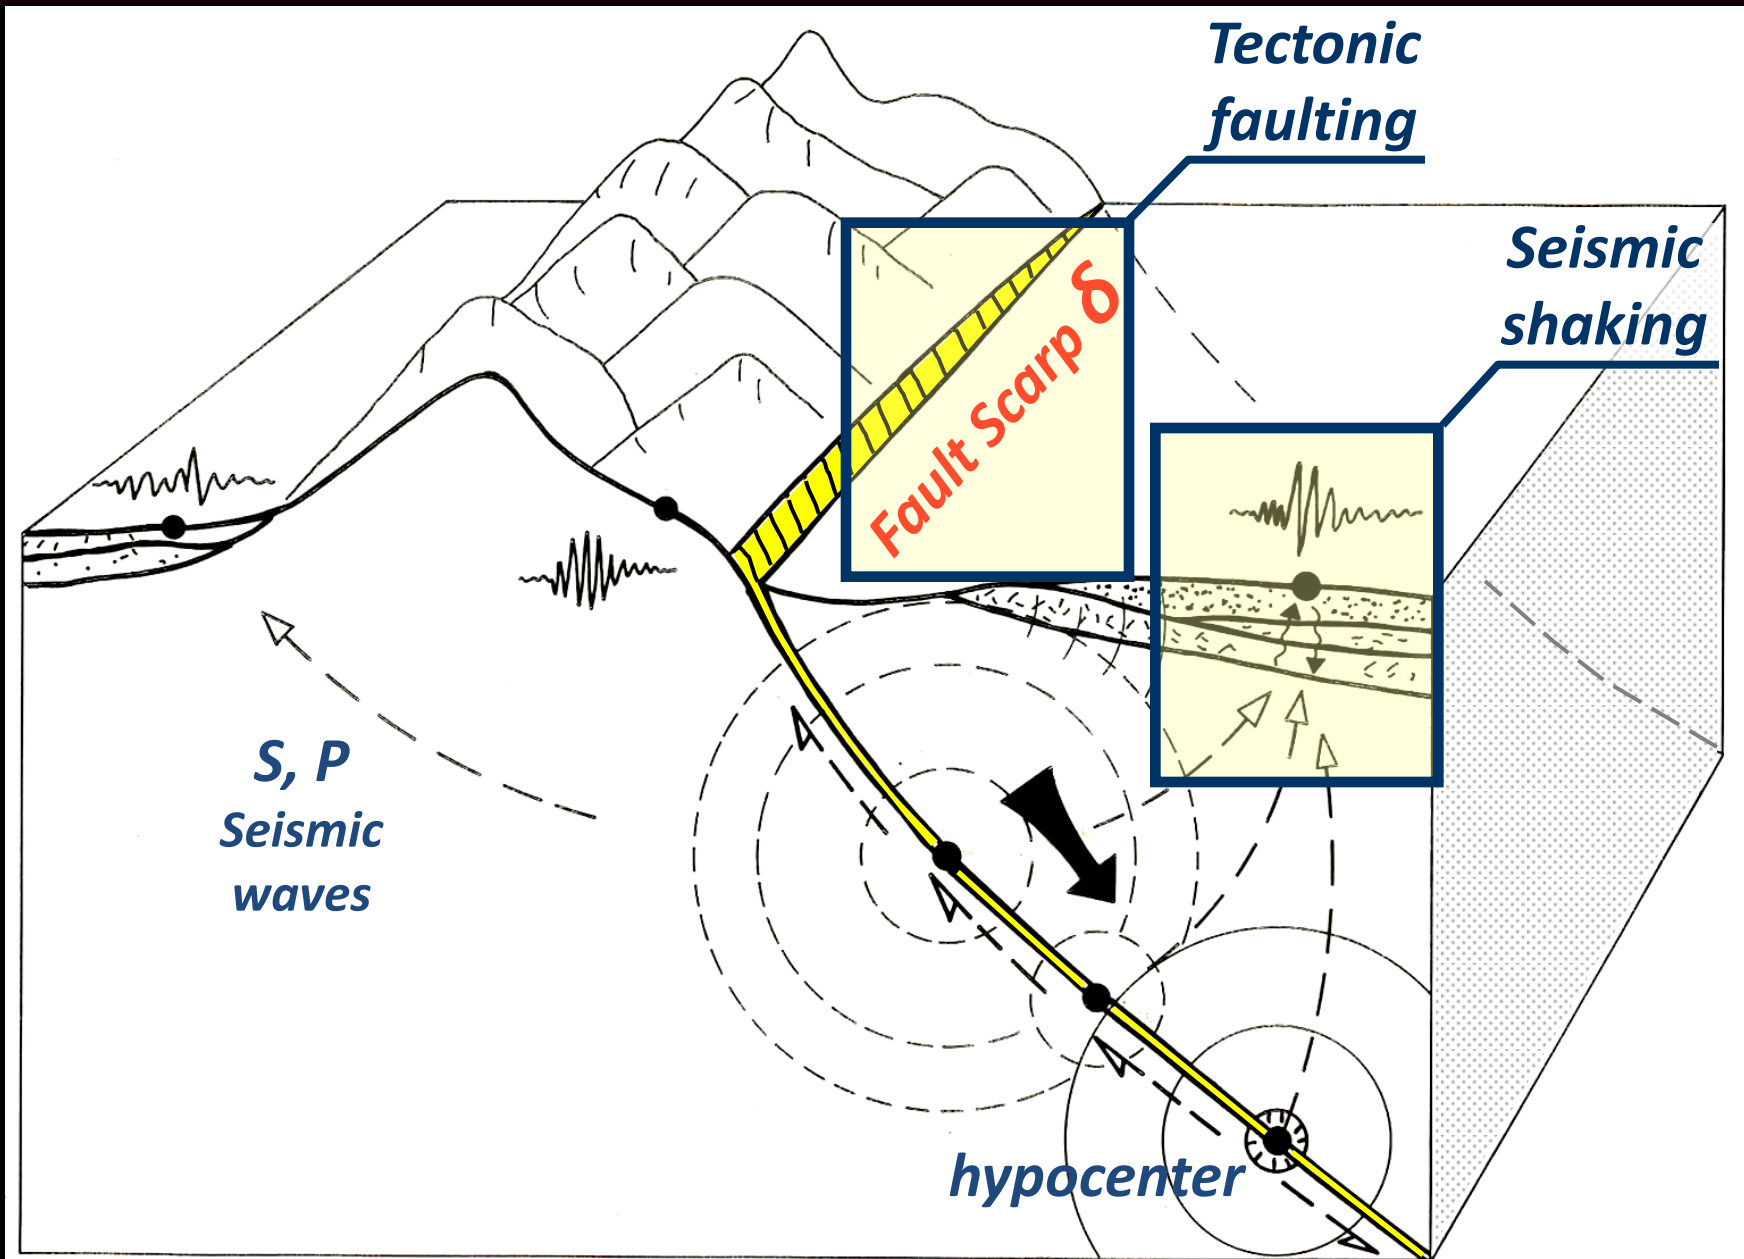 Tectonic
faulting
Seismic
shaking
Fault Scarp δ
S, P
Seismic
waves
hypocenter